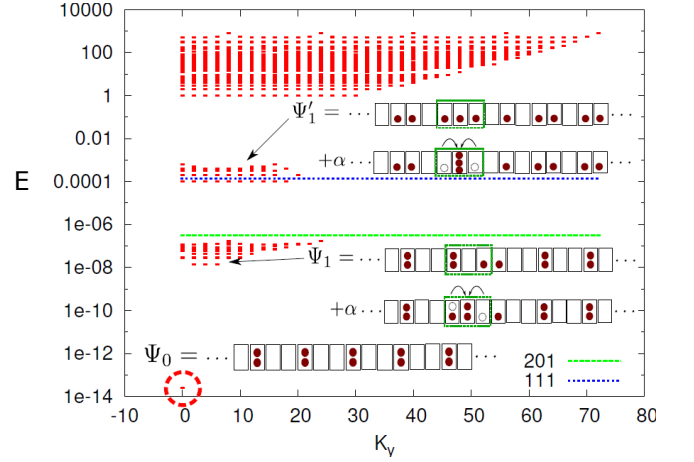 10000
100
1
0.01
E
0.0001
1e-06
1e-08
1e-10
1e-12
1e-14
Ψ′₁ = ⋯ ⋯
+α ⋯ ⋯
Ψ₁ = ⋯ ⋯
+α ⋯ ⋯
Ψ₀ = ⋯ ⋯
201
111
-10 0 10 20 30 40 50 60 70 80
Ky